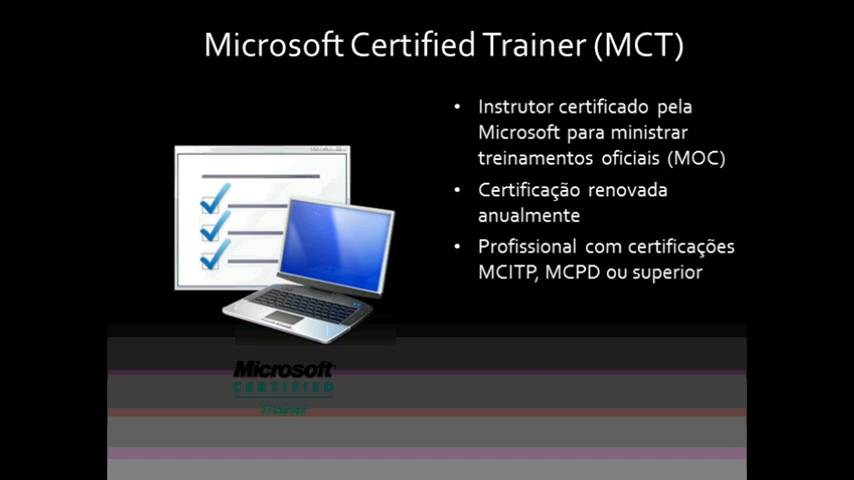 Microsoft Certified Trainer (MCT)
• Instrutor certificado pela
Microsoft para ministrar
treinamentos oficiais (MOC)
• Certificação renovada
anualmente
• Profissional com certificações
MCITP, MCPD ou superior
Microsoft
CERTIFIED
Trainer